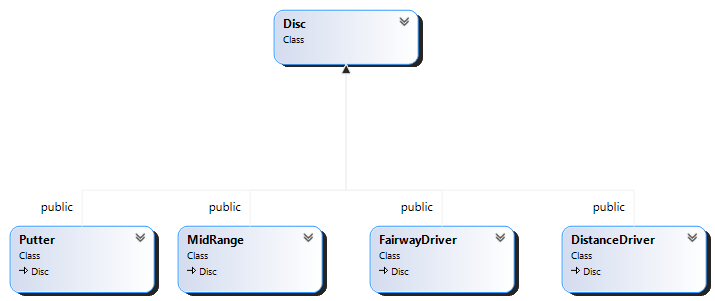 Disc
Class
public
public
public
public
Putter
Class
Disc
MidRange
Class
Disc
FairwayDriver
Class
Disc
DistanceDriver
Class
Disc